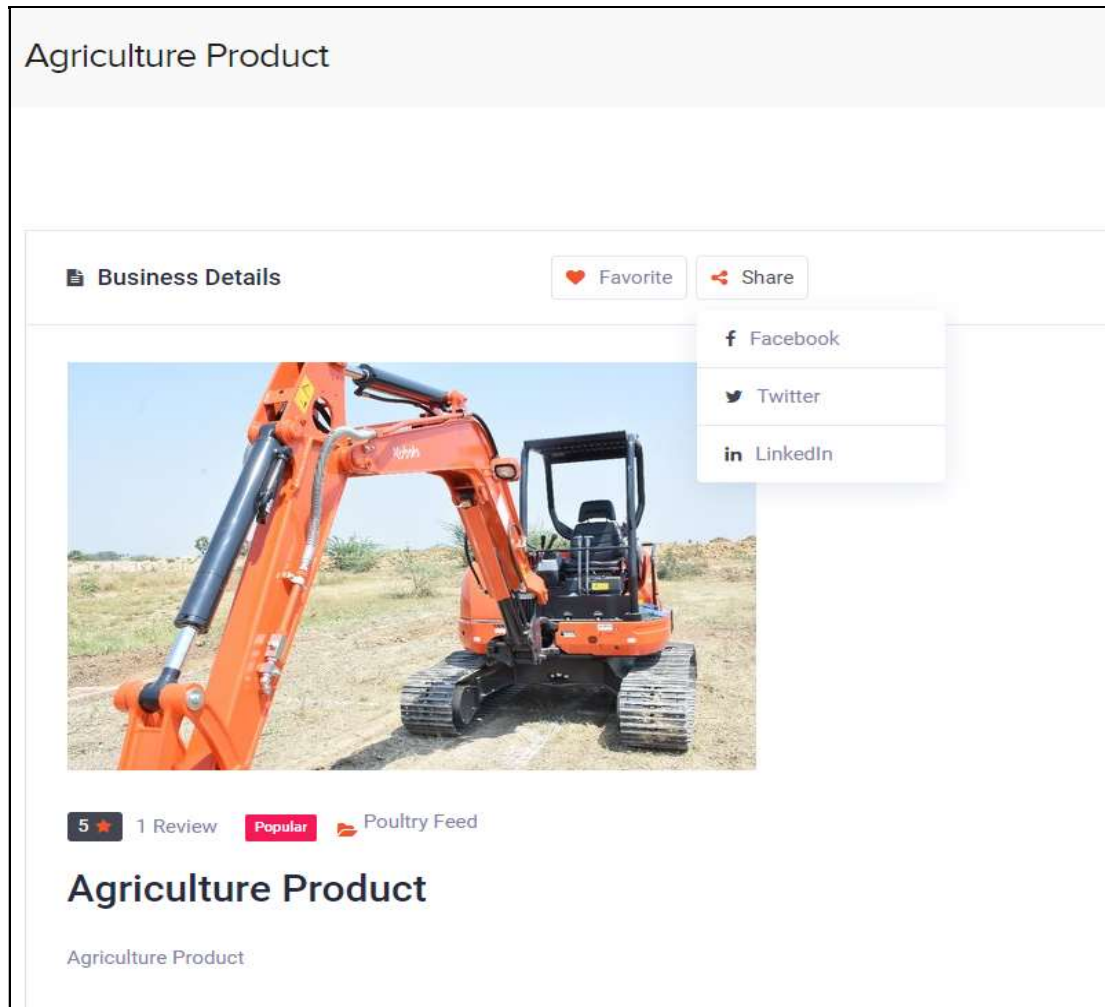 Agriculture Product
Business Details
Favorite
Share
Facebook
Twitter
LinkedIn
Kubota
5
1 Review
Popular
Poultry Feed
Agriculture Product
Agriculture Product